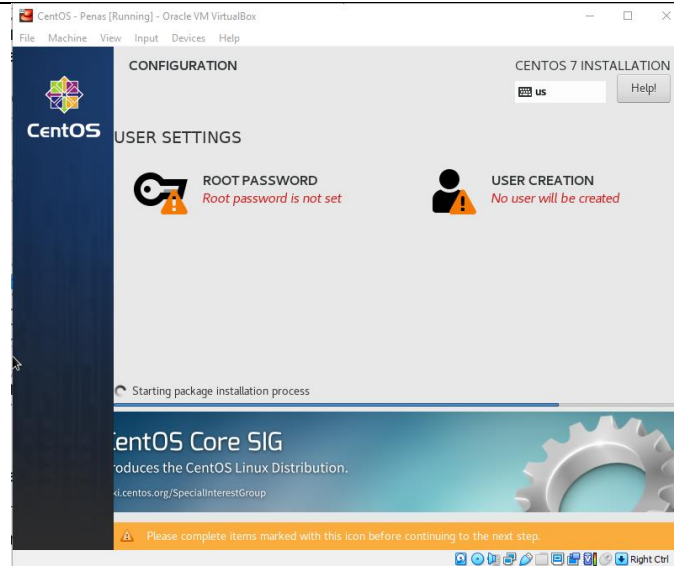 CentOS - Penas [Running] - Oracle VM VirtualBox
File Machine View Input Devices Help
CONFIGURATION
CENTOS 7 INSTALLATION
us
Help!
CentOS
USER SETTINGS
ROOT PASSWORD
Root password is not set
USER CREATION
No user will be created
Starting package installation process
entOS Core SIG
roduces the CentOS Linux Distribution.
ki.centos.org/SpecialInterestGroup
Please complete items marked with this icon before continuing to the next step.
Right Ctrl